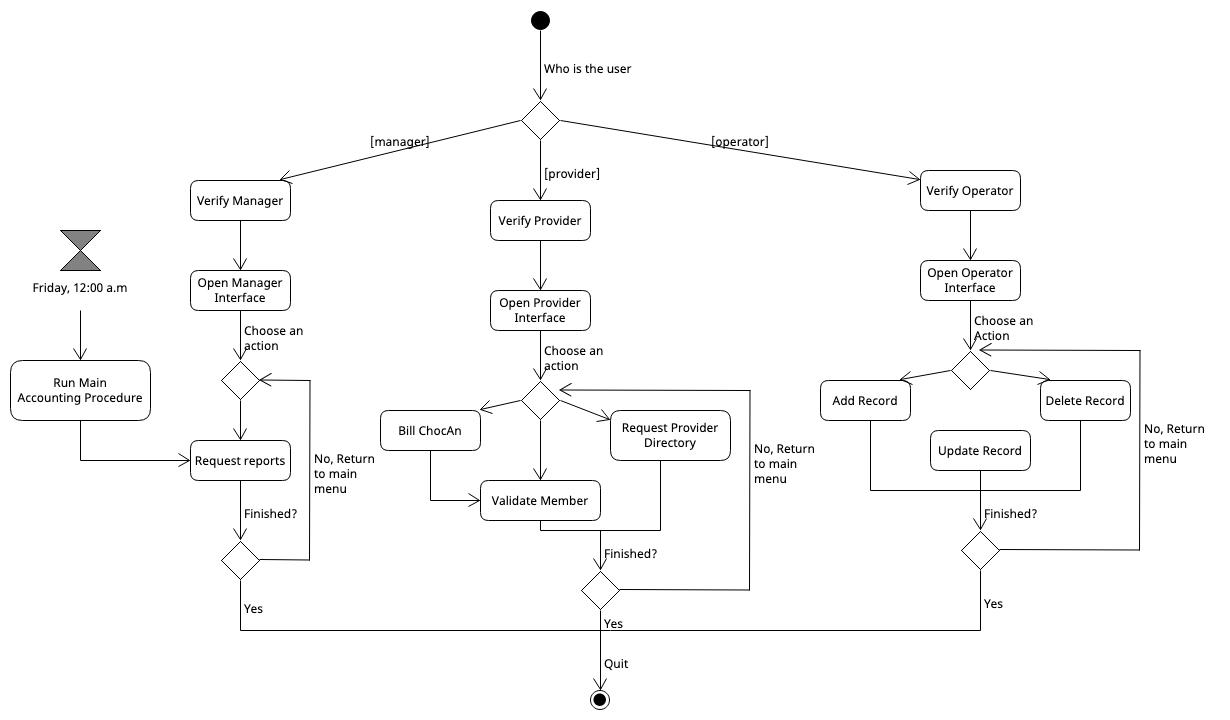 Who is the user
[manager]
[operator]
[provider]
Verify Manager
Verify Provider
Verify Operator
Friday, 12:00 a.m
Open Manager
Interface
Open Provider
Interface
Open Operator
Interface
Choose an
action
Choose an
action
Choose an
Action
Run Main
Accounting Procedure
Bill ChocAn
Request Provider
Directory
Add Record
Delete Record
Update Record
Request reports
No, Return
to main
menu
No, Return
to main
menu
No, Return
to main
menu
Validate Member
Finished?
Finished?
Finished?
Yes
Yes
Yes
Quit